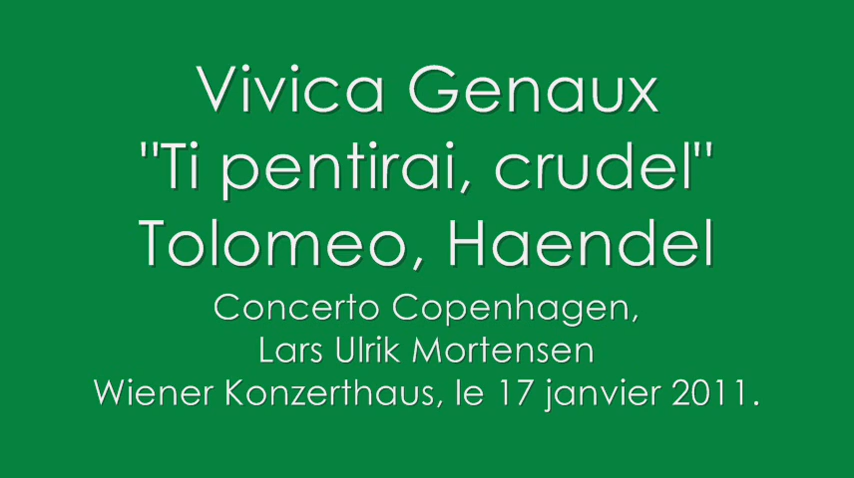 Vivica Genaux
"Ti pentirai, crudel"
Tolomeo, Haendel
Concerto Copenhagen,
Lars Ulrik Mortensen
Wiener Konzerthaus, le 17 janvier 2011.